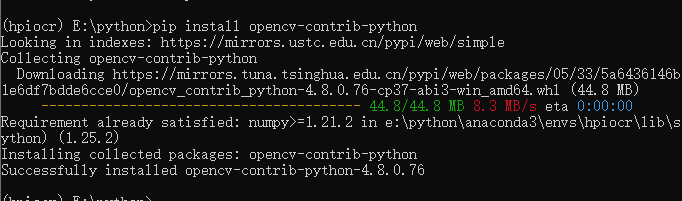 (hpiocr) E:\python>pip install opencv-contrib-python
Looking in indexes: https://mirrors.ustc.edu.cn/pypi/web/simple
Collecting opencv-contrib-python
  Downloading https://mirrors.tuna.tsinghua.edu.cn/pypi/web/packages/05/33/5a6436146b
1e6df7bdde6cce0/opencv_contrib_python-4.8.0.76-cp37-abi3-win_amd64.whl (44.8 MB)
     ---------------------------------------- 44.8/44.8 MB 8.3 MB/s eta 0:00:00
Requirement already satisfied: numpy>=1.21.2 in e:\python\anaconda3\envs\hpiocr\lib\s
ython) (1.25.2)
Installing collected packages: opencv-contrib-python
Successfully installed opencv-contrib-python-4.8.0.76
(hpiocr) E:\python>